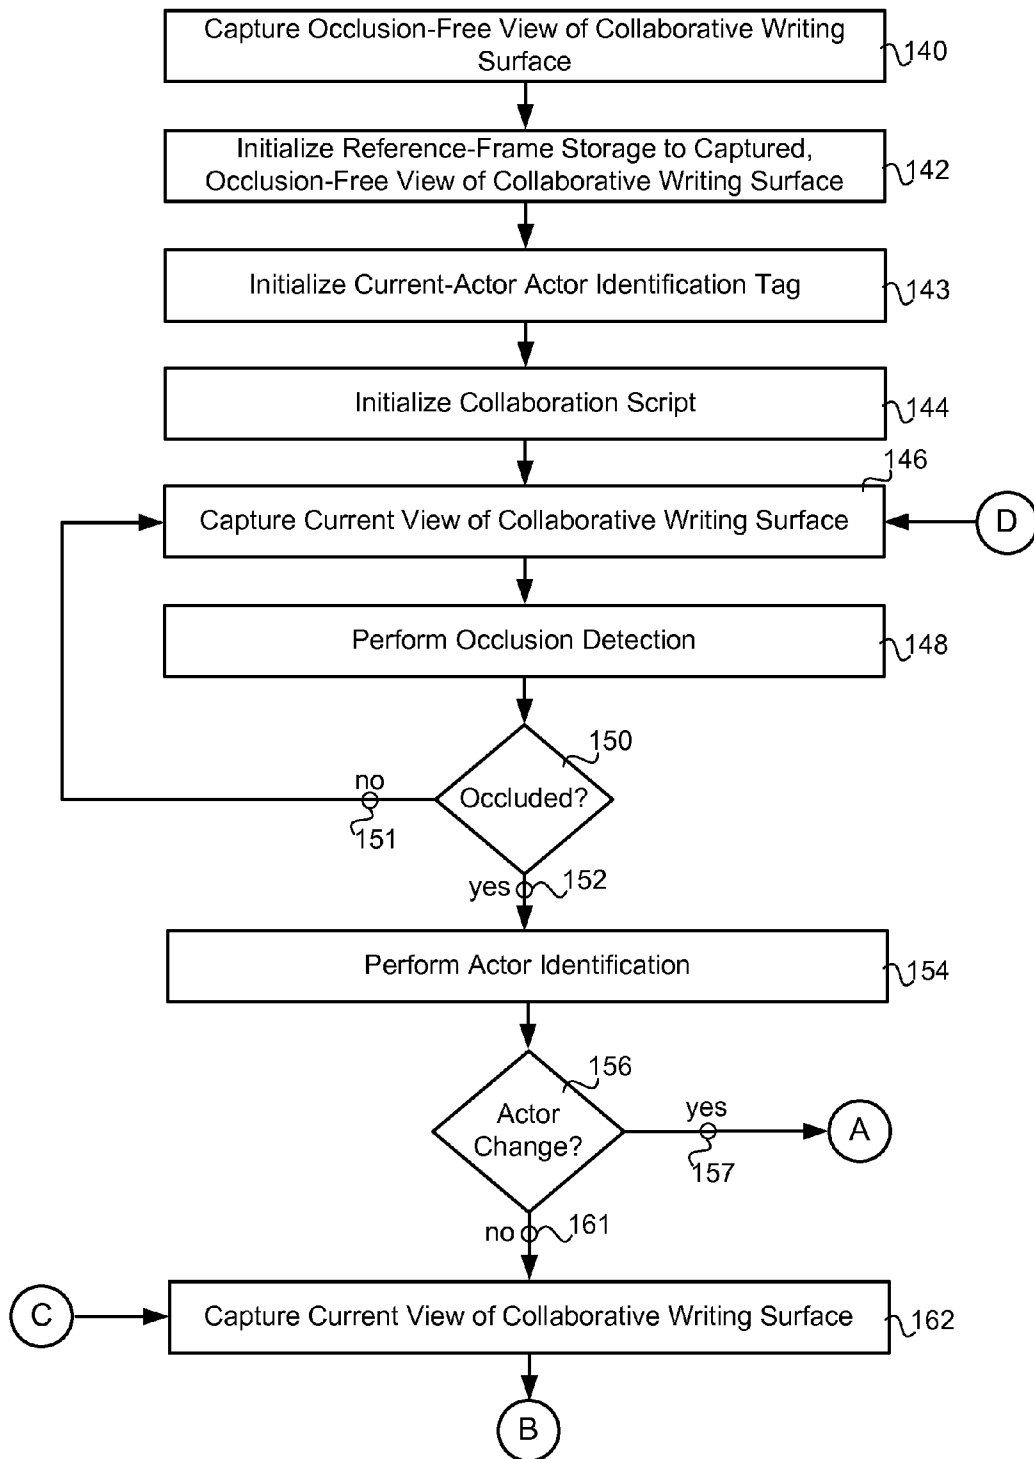 Capture Occlusion-Free View of Collaborative Writing
Surface
140
Initialize Reference-Frame Storage to Captured,
Occlusion-Free View of Collaborative Writing Surface
142
Initialize Current-Actor Actor Identification Tag
143
Initialize Collaboration Script
144
146
Capture Current View of Collaborative Writing Surface
D
Perform Occlusion Detection
148
150
Occluded?
no
151
yes
152
Perform Actor Identification
154
156
Actor
Change?
yes
157
A
no
161
C
Capture Current View of Collaborative Writing Surface
162
B